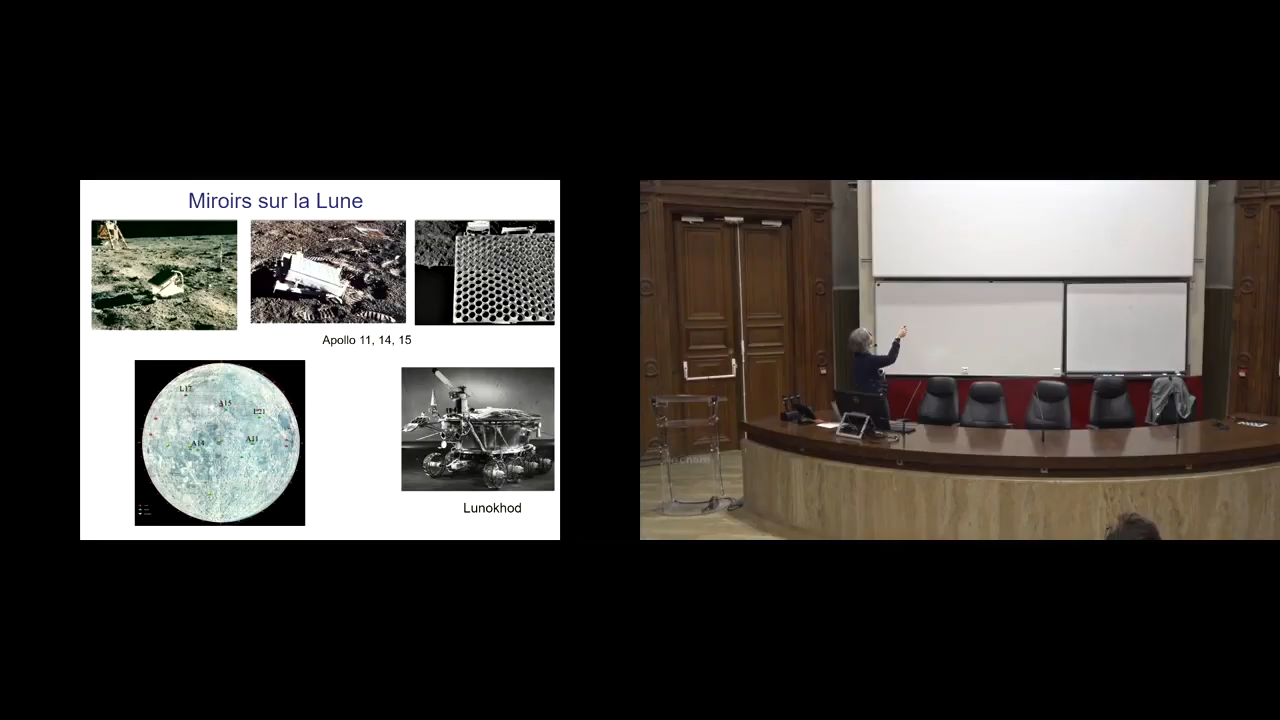 Miroirs sur la Lune
Apollo 11, 14, 15
L17
A15
L21
A14
A11
Lunokhod